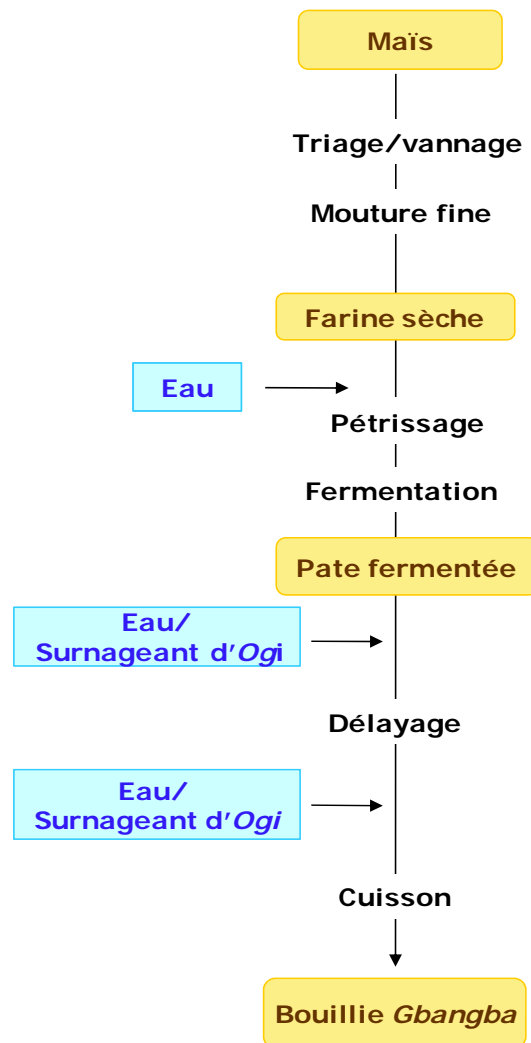 Maïs
Triage/vannage
Mouture fine
Farine sèche
Eau
Pétrissage
Fermentation
Pate fermentée
Eau/
Surnageant d'Ogi
Délayage
Eau/
Surnageant d'Ogi
Cuisson
Bouillie Gbangba